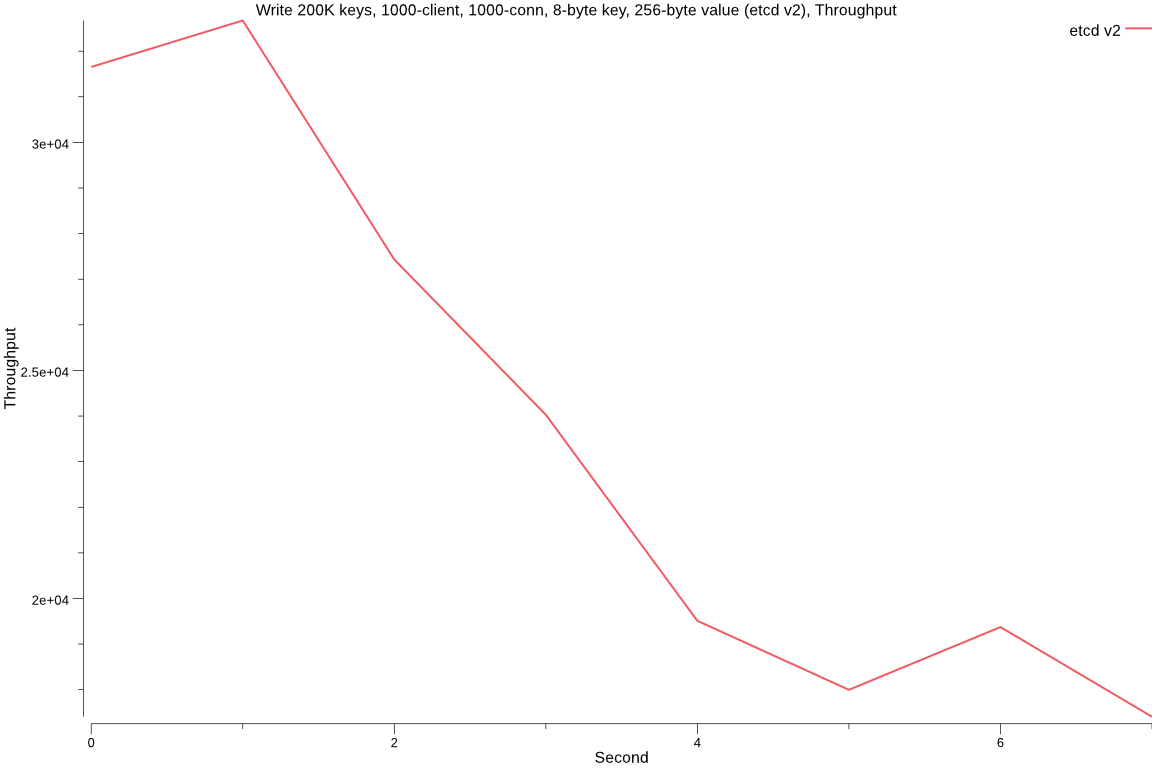 Write 200K keys, 1000-client, 1000-conn, 8-byte key, 256-byte value (etcd v2), Throughput
etcd v2
3e+04
Throughput
2.5e+04
2e+04
0 2 4 6
Second